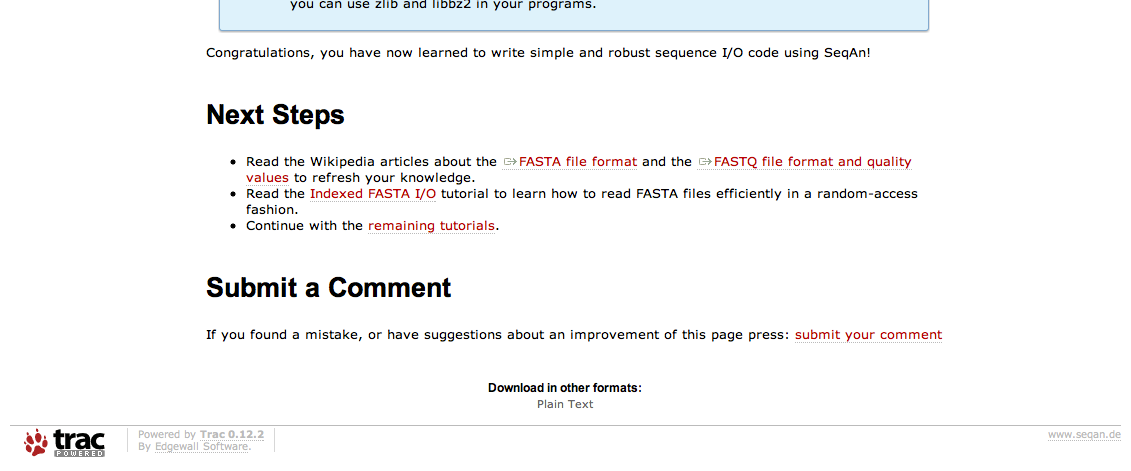 you can use zlib and libbz2 in your programs.
Congratulations, you have now learned to write simple and robust sequence I/O code using SeqAn!
Next Steps
Read the Wikipedia articles about the FASTA file format and the FASTQ file format and quality
values to refresh your knowledge.
Read the Indexed FASTA I/O tutorial to learn how to read FASTA files efficiently in a random-access
fashion.
Continue with the remaining tutorials.
Submit a Comment
If you found a mistake, or have suggestions about an improvement of this page press: submit your comment
Download in other formats:
Plain Text
trac
POWERED
Powered by Trac 0.12.2
By Edgewall Software.
www.seqan.de